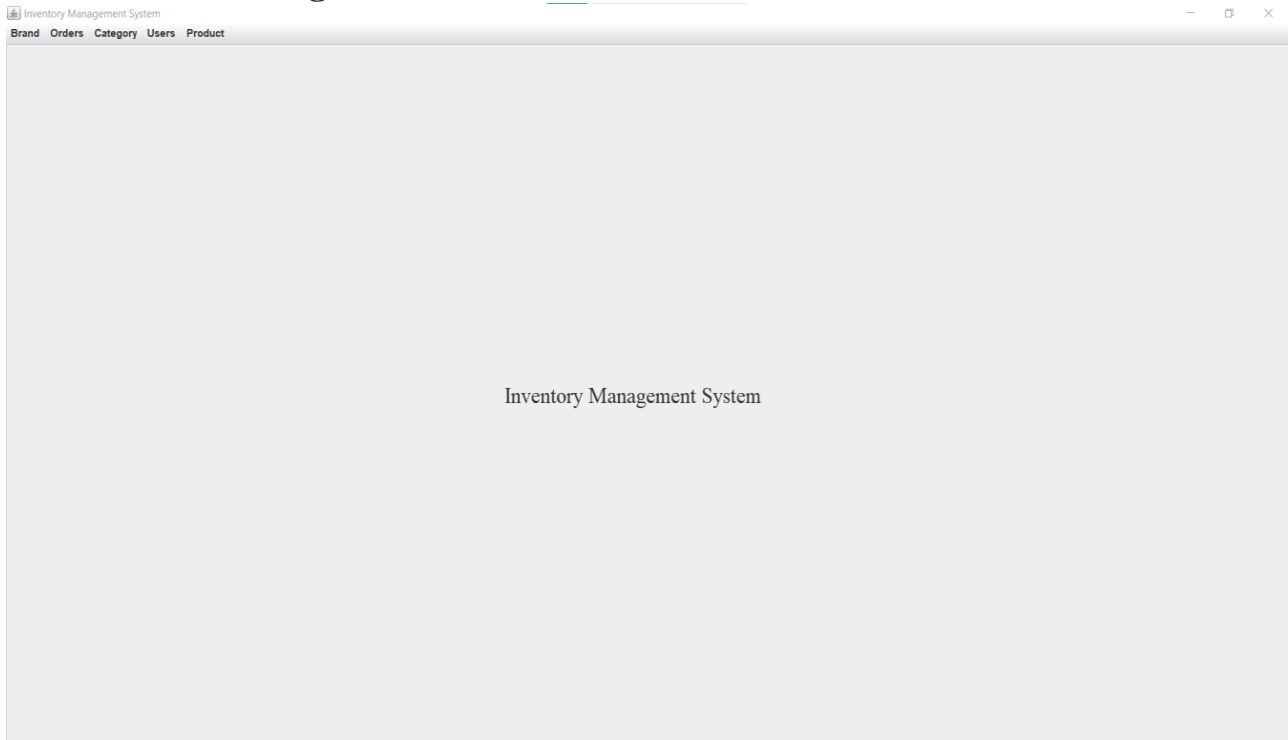 Inventory Management System
Brand Orders Category Users Product
Inventory Management System